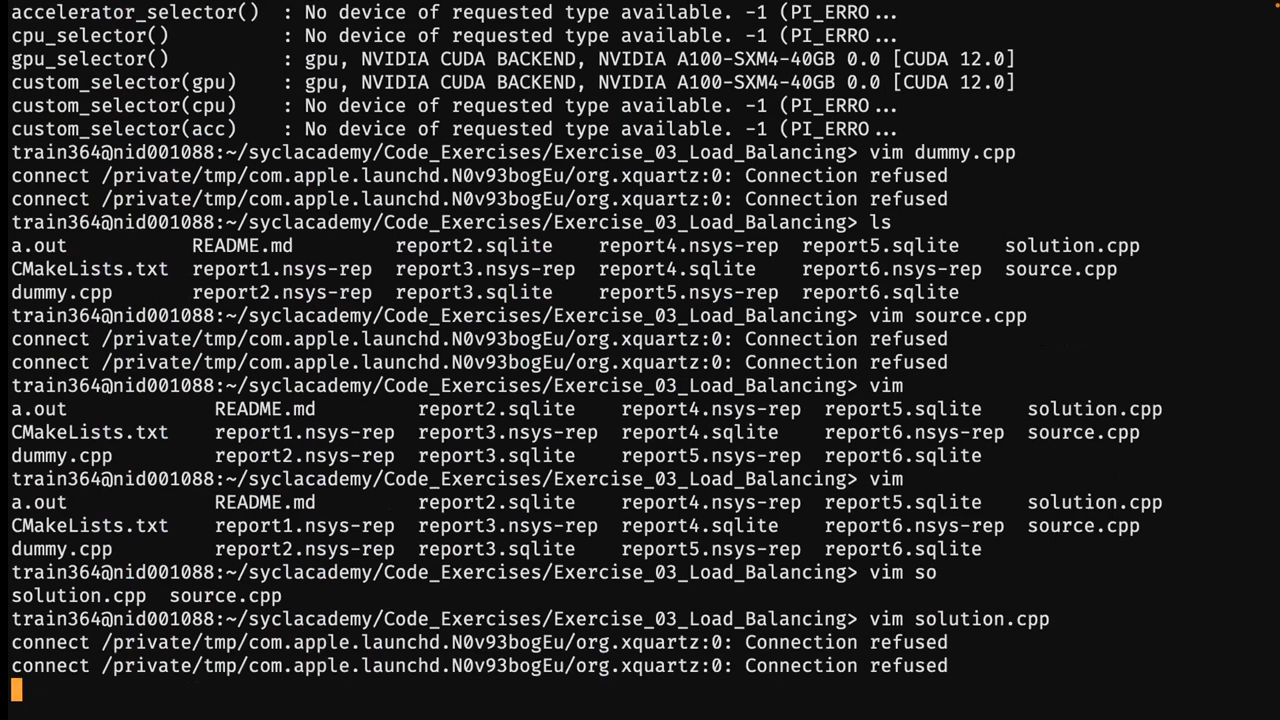 accelerator_selector()   : No device of requested type available. -1 (PI_ERRO...
cpu_selector()           : No device of requested type available. -1 (PI_ERRO...
gpu_selector()           : gpu, NVIDIA CUDA BACKEND, NVIDIA A100-SXM4-40GB 0.0 [CUDA 12.0]
custom_selector(gpu)     : gpu, NVIDIA CUDA BACKEND, NVIDIA A100-SXM4-40GB 0.0 [CUDA 12.0]
custom_selector(cpu)     : No device of requested type available. -1 (PI_ERRO...
custom_selector(acc)     : No device of requested type available. -1 (PI_ERRO...
train364@nid001088:~/syclacademy/Code_Exercises/Exercise_03_Load_Balancing> vim dummy.cpp
connect /private/tmp/com.apple.launchd.N0v93bogEu/org.xquartz:0: Connection refused
connect /private/tmp/com.apple.launchd.N0v93bogEu/org.xquartz:0: Connection refused
train364@nid001088:~/syclacademy/Code_Exercises/Exercise_03_Load_Balancing> ls
a.out           README.md         report2.sqlite    report4.nsys-rep  report5.sqlite    solution.cpp
CMakeLists.txt  report1.nsys-rep  report3.nsys-rep  report4.sqlite    report6.nsys-rep  source.cpp
dummy.cpp       report2.nsys-rep  report3.sqlite    report5.nsys-rep  report6.sqlite
train364@nid001088:~/syclacademy/Code_Exercises/Exercise_03_Load_Balancing> vim source.cpp
connect /private/tmp/com.apple.launchd.N0v93bogEu/org.xquartz:0: Connection refused
connect /private/tmp/com.apple.launchd.N0v93bogEu/org.xquartz:0: Connection refused
train364@nid001088:~/syclacademy/Code_Exercises/Exercise_03_Load_Balancing> vim
a.out             README.md         report2.sqlite    report4.nsys-rep  report5.sqlite    solution.cpp
CMakeLists.txt    report1.nsys-rep  report3.nsys-rep  report4.sqlite    report6.nsys-rep  source.cpp
dummy.cpp         report2.nsys-rep  report3.sqlite    report5.nsys-rep  report6.sqlite
train364@nid001088:~/syclacademy/Code_Exercises/Exercise_03_Load_Balancing> vim
a.out             README.md         report2.sqlite    report4.nsys-rep  report5.sqlite    solution.cpp
CMakeLists.txt    report1.nsys-rep  report3.nsys-rep  report4.sqlite    report6.nsys-rep  source.cpp
dummy.cpp         report2.nsys-rep  report3.sqlite    report5.nsys-rep  report6.sqlite
train364@nid001088:~/syclacademy/Code_Exercises/Exercise_03_Load_Balancing> vim so
solution.cpp  source.cpp
train364@nid001088:~/syclacademy/Code_Exercises/Exercise_03_Load_Balancing> vim solution.cpp
connect /private/tmp/com.apple.launchd.N0v93bogEu/org.xquartz:0: Connection refused
connect /private/tmp/com.apple.launchd.N0v93bogEu/org.xquartz:0: Connection refused